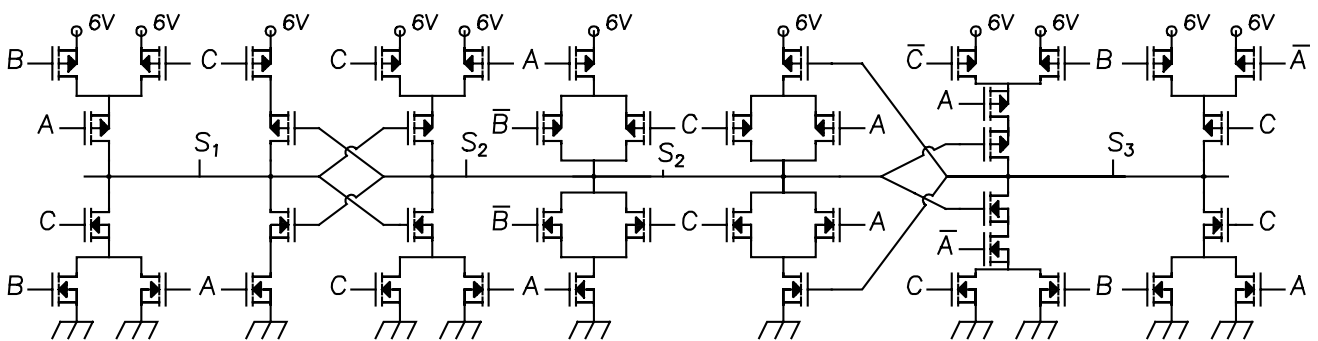 6V 6V 6V 6V 6V 6V 6V 6V 6V 6V 6V
B C C A C̅ B A̅
A B̅ C A A C
S₁ S₂ S₂ S₃
C B̅ C A A̅ C
B A C A C B A